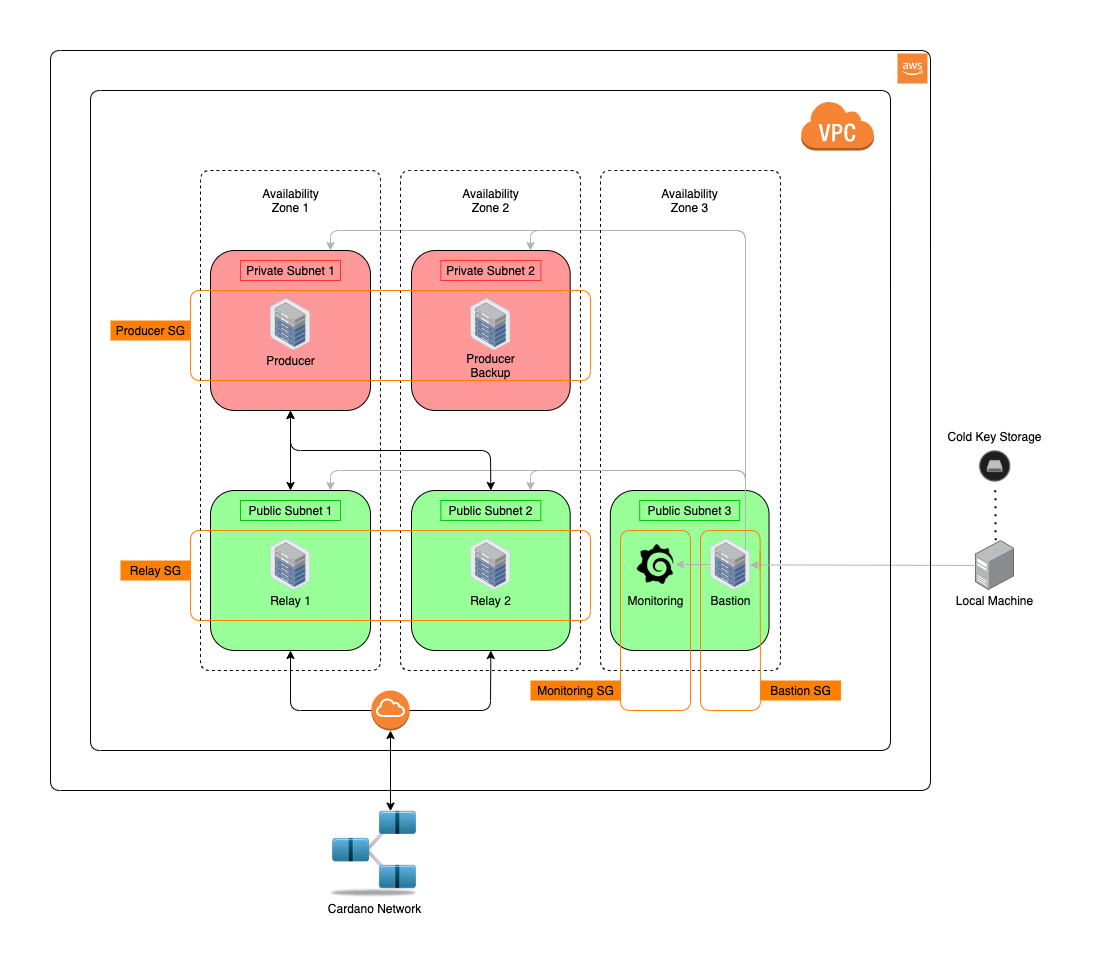 aws
VPC
Availability
Zone 1
Availability
Zone 2
Availability
Zone 3
Private Subnet 1
Private Subnet 2
Producer SG
Producer
Producer
Backup
Cold Key Storage
Public Subnet 1
Public Subnet 2
Public Subnet 3
Relay SG
Relay 1
Relay 2
Monitoring
Bastion
Local Machine
Monitoring SG
Bastion SG
Cardano Network